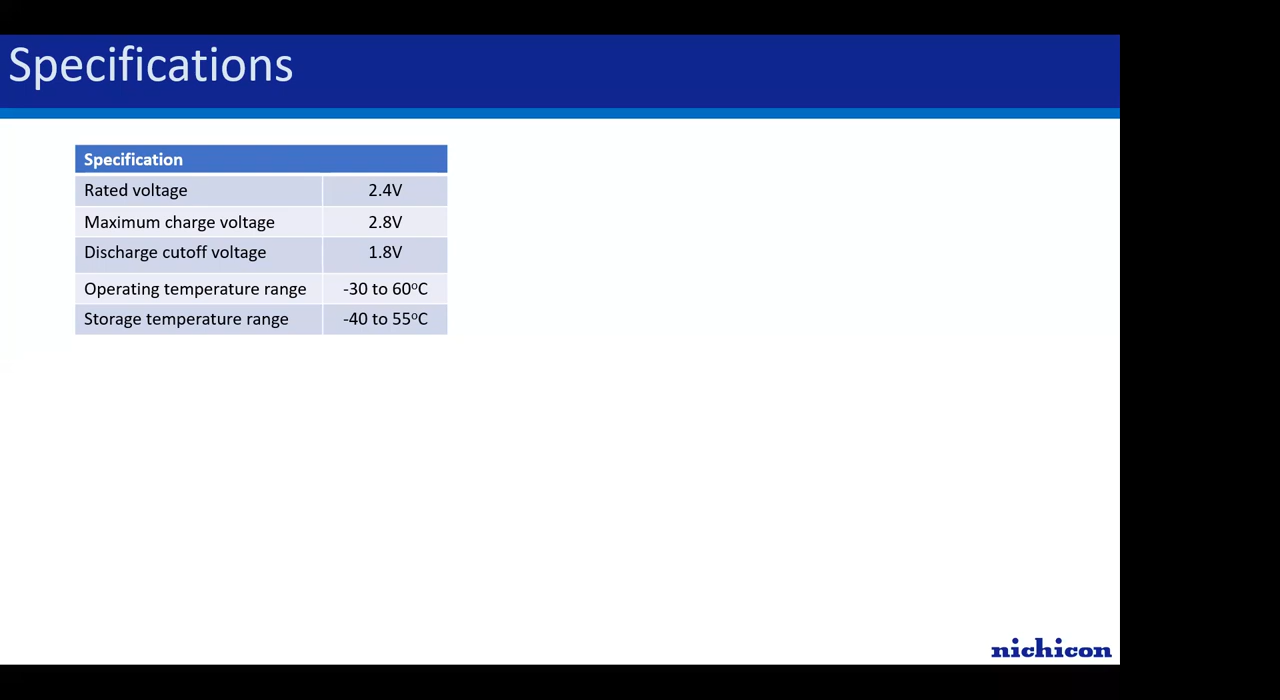 Specifications
Specification
Rated voltage 2.4V
Maximum charge voltage 2.8V
Discharge cutoff voltage 1.8V
Operating temperature range -30 to 60ºC
Storage temperature range -40 to 55ºC
nichicon